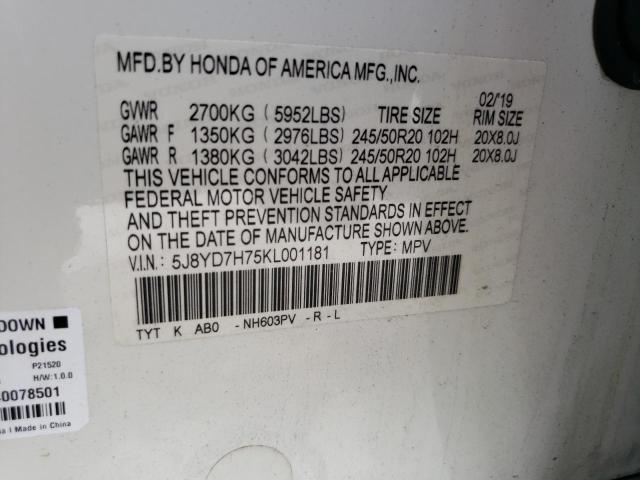 MFD.BY HONDA OF AMERICA MFG.,INC.
02/'19
GVWR 2700KG (5952LBS) TIRE SIZE RIM SIZE
GAWR F 1350KG (2976LBS) 245/50R20 102H 20X8.0J
GAWR R 1380KG (3042LBS) 245/50R20 102H 20X8.0J
THIS VEHICLE CONFORMS TO ALL APPLICABLE
FEDERAL MOTOR VEHICLE SAFETY
AND THEFT PREVENTION STANDARDS IN EFFECT
ON THE DATE OF MANUFACTURE SHOWN ABOVE.
V.I.N.: 5J8YD7H75KL001181 TYPE: MPV
TYT K AB0 -NH603PV -R-L
DOWN
ologies
P21520
H/W:1.0.0
0078501
a | Made in China